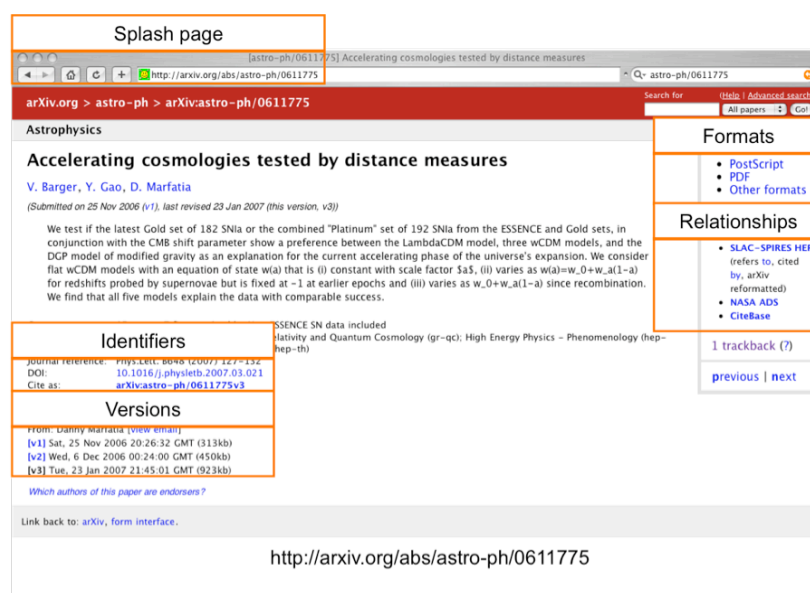 Splash page
[astro-ph/0611775] Accelerating cosmologies tested by distance measures
http://arxiv.org/abs/astro-ph/0611775
astro-ph/0611775
arXiv.org > astro-ph > arXiv:astro-ph/0611775
Search for
(Help | Advanced search
All papers
Go!
Astrophysics
Formats
Accelerating cosmologies tested by distance measures
PostScript
PDF
Other formats
V. Barger, Y. Gao, D. Marfatia
(Submitted on 25 Nov 2006 (v1), last revised 23 Jan 2007 (this version, v3))
Relationships
We test if the latest Gold set of 182 SNIa or the combined "Platinum" set of 192 SNIa from the ESSENCE and Gold sets, in
conjunction with the CMB shift parameter show a preference between the LambdaCDM model, three wCDM models, and the
DGP model of modified gravity as an explanation for the current accelerating phase of the universe's expansion. We consider
flat wCDM models with an equation of state w(a) that is (i) constant with scale factor $a$, (ii) varies as w(a)=w_0+w_a(1-a)
for redshifts probed by supernovae but is fixed at -1 at earlier epochs and (iii) varies as w_0+w_a(1-a) since recombination.
We find that all five models explain the data with comparable success.
SLAC-SPIRES HEP
(refers to, cited
by, arXiv
reformatted)
NASA ADS
CiteBase
1 trackback (?)
previous | next
ESSENCE SN data included
Identifiers
elativity and Quantum Cosmology (gr-qc); High Energy Physics - Phenomenology (hep-
hep-th)
Journal reference: Phys.Lett. B648 (2007) 127-132
DOI: 10.1016/j.physletb.2007.03.021
Cite as: arXiv:astro-ph/0611775v3
Versions
From: Danny Marfatia [view email]
[v1] Sat, 25 Nov 2006 20:26:32 GMT (313kb)
[v2] Wed, 6 Dec 2006 00:24:00 GMT (450kb)
[v3] Tue, 23 Jan 2007 21:45:01 GMT (923kb)
Which authors of this paper are endorsers?
Link back to: arXiv, form interface.
http://arxiv.org/abs/astro-ph/0611775